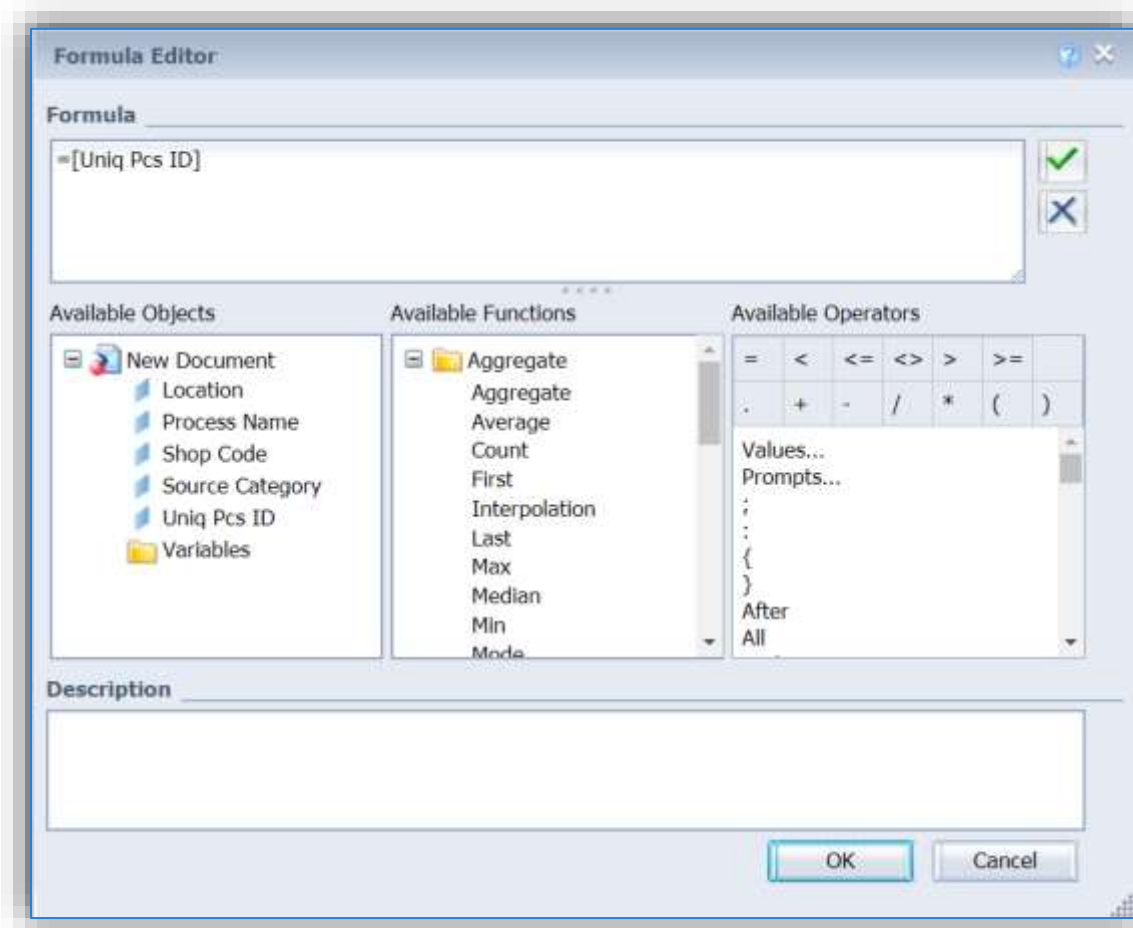 Formula Editor
Formula
=[Uniq Pcs ID]
Available Objects
New Document
Location
Process Name
Shop Code
Source Category
Uniq Pcs ID
Variables
Available Functions
Aggregate
Aggregate
Average
Count
First
Interpolation
Last
Max
Median
Min
Mode
Available Operators
= < <= <> > >=
. + - / * ( )
Values...
Prompts...
;
:
{
}
After
All
Description
OK Cancel